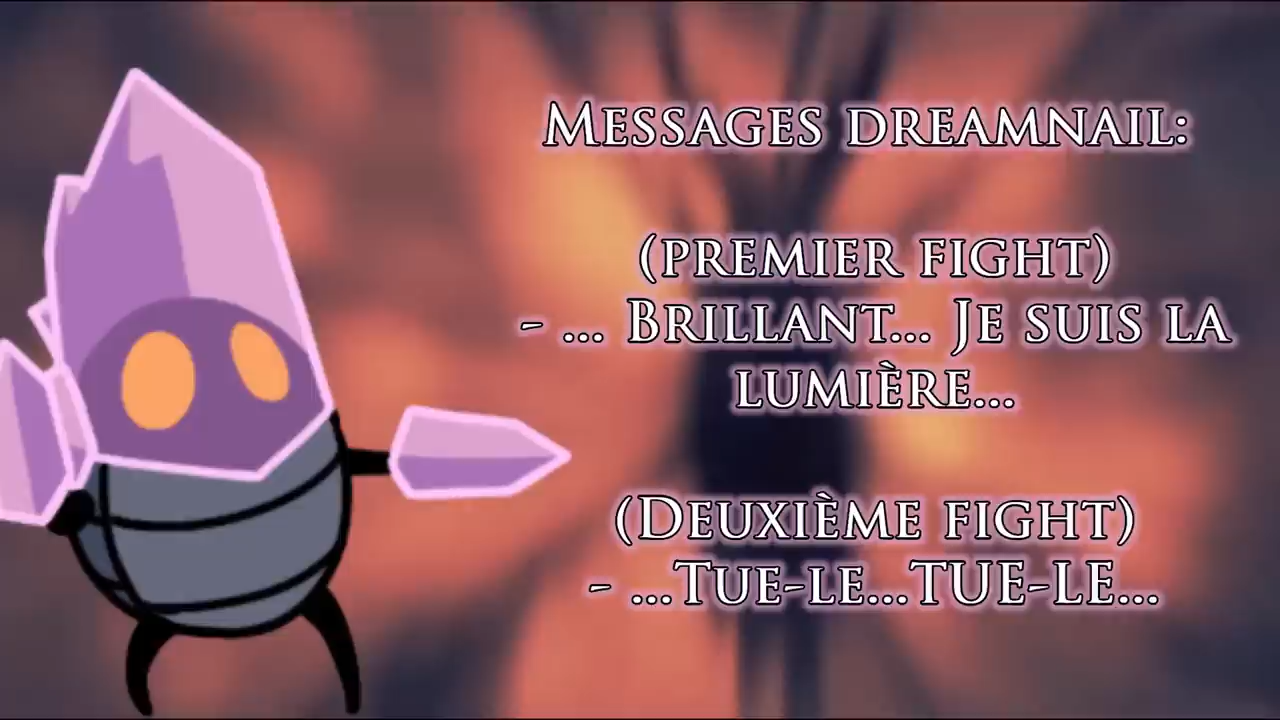 Messages dreamnail:
(premier fight)
- ... Brillant... Je suis la
lumière...
(Deuxième fight)
- ...Tue-le...TUE-LE...